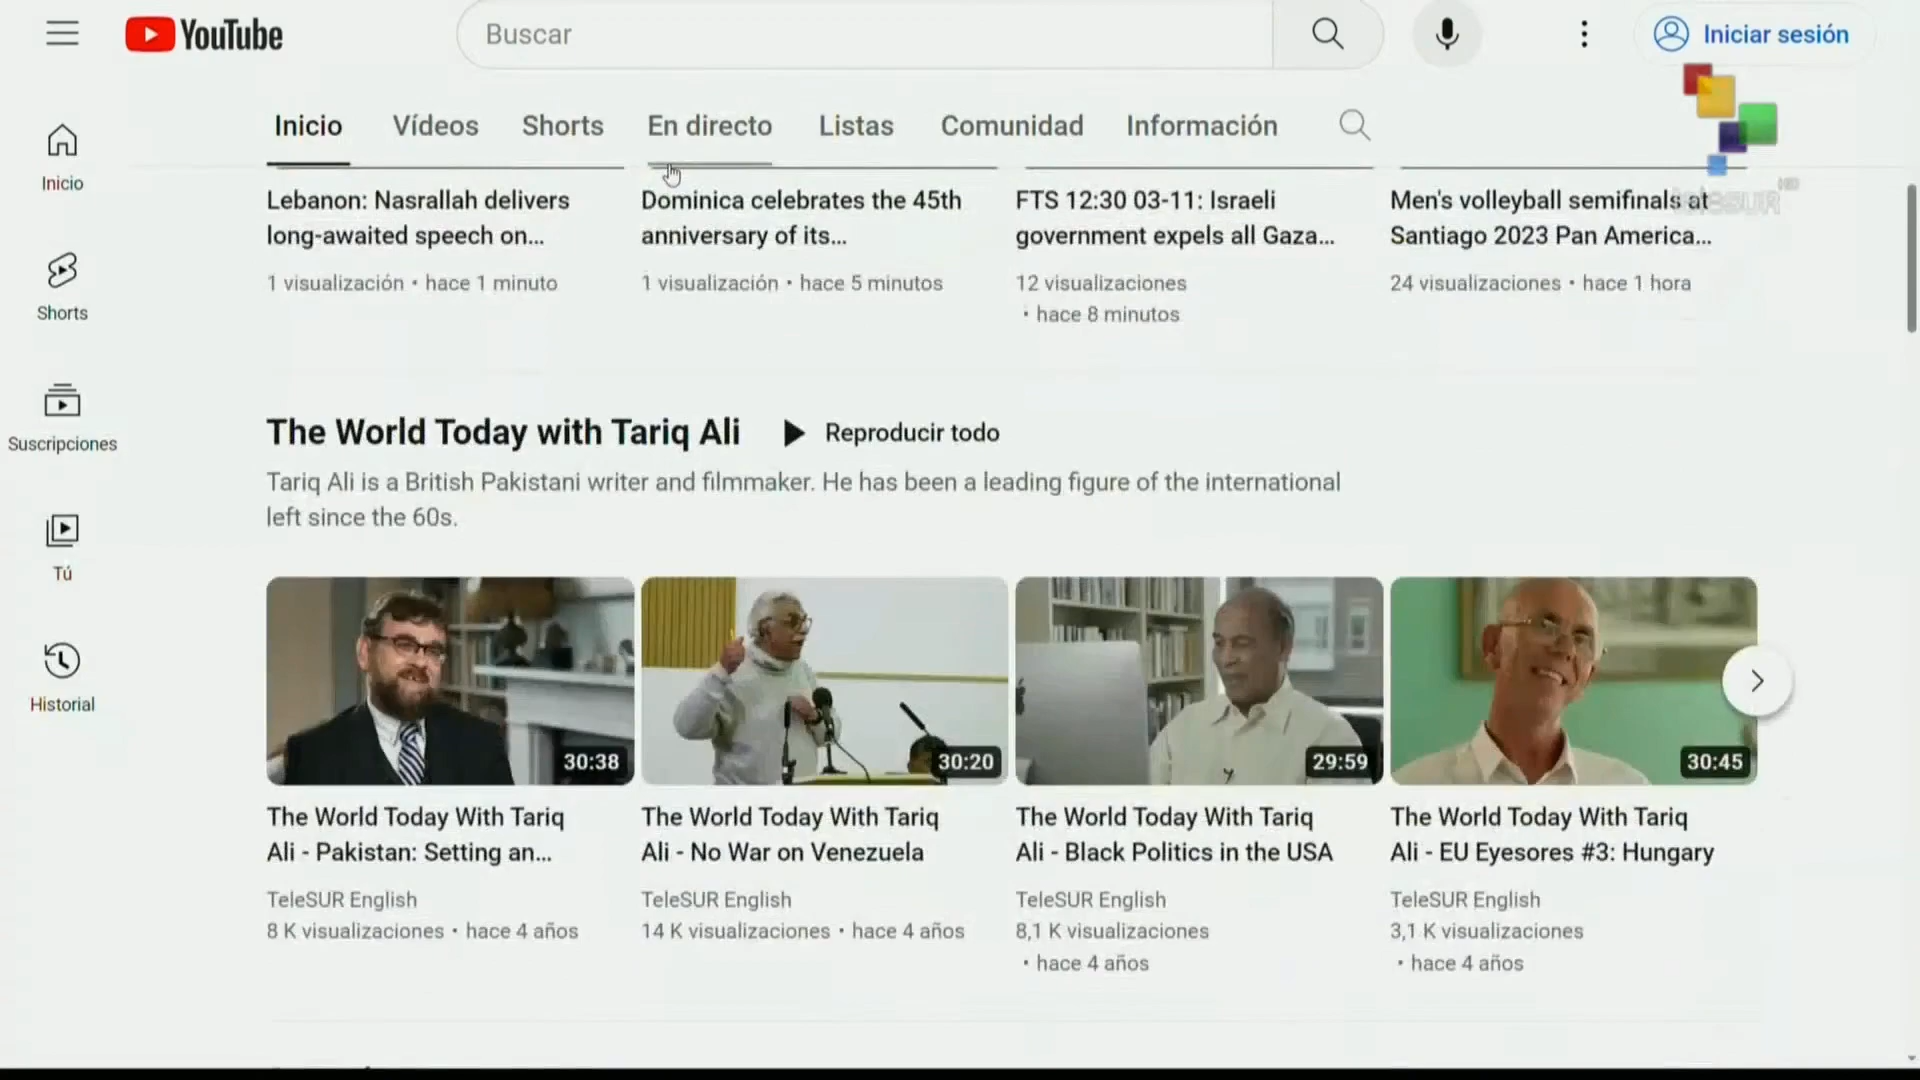 YouTube
Buscar
Iniciar sesión
Inicio
Vídeos
Shorts
En directo
Listas
Comunidad
Información
teleSUR HD
Inicio
Shorts
Suscripciones
Tú
Historial
Lebanon: Nasrallah delivers
long-awaited speech on...
1 visualización • hace 1 minuto
Dominica celebrates the 45th
anniversary of its...
1 visualización • hace 5 minutos
FTS 12:30 03-11: Israeli
government expels all Gaza...
12 visualizaciones
• hace 8 minutos
Men's volleyball semifinals at
Santiago 2023 Pan America...
24 visualizaciones • hace 1 hora
The World Today with Tariq Ali
Reproducir todo
Tariq Ali is a British Pakistani writer and filmmaker. He has been a leading figure of the international
left since the 60s.
30:38
The World Today With Tariq
Ali - Pakistan: Setting an...
TeleSUR English
8 K visualizaciones • hace 4 años
30:20
The World Today With Tariq
Ali - No War on Venezuela
TeleSUR English
14 K visualizaciones • hace 4 años
29:59
The World Today With Tariq
Ali - Black Politics in the USA
TeleSUR English
8,1 K visualizaciones
• hace 4 años
30:45
The World Today With Tariq
Ali - EU Eyesores #3: Hungary
TeleSUR English
3,1 K visualizaciones
• hace 4 años